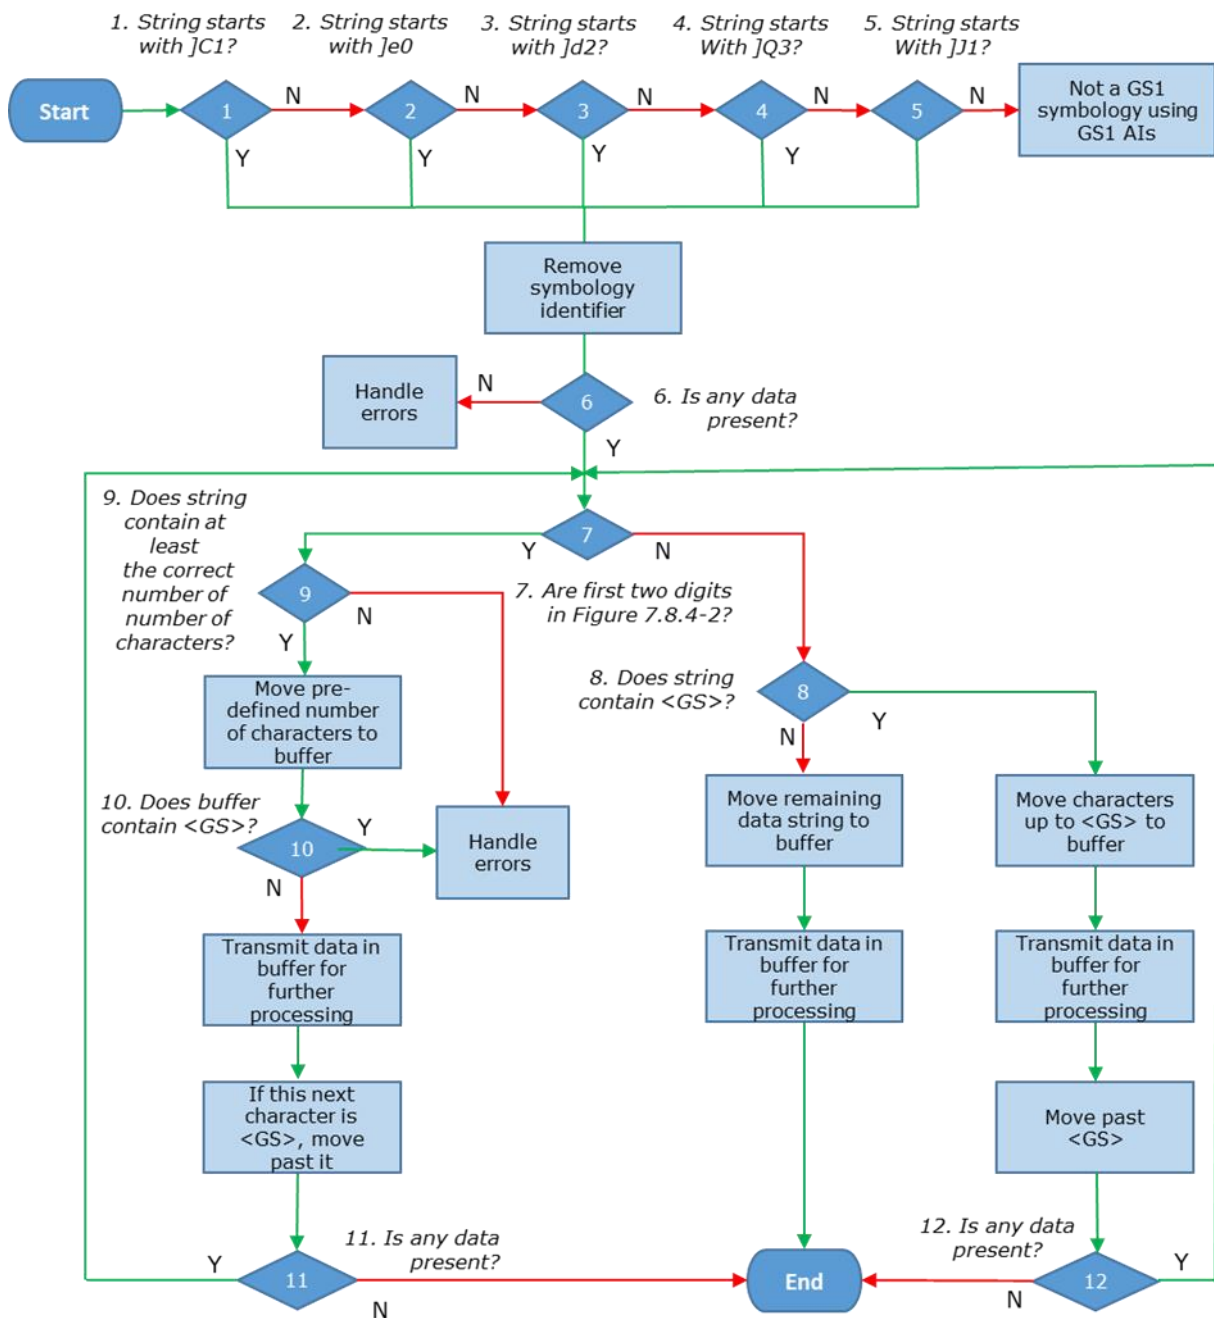 1. String starts
with ]C1?
2. String starts
with ]e0
3. String starts
with ]d2?
4. String starts
With ]Q3?
5. String starts
With ]J1?
Start
1
N
2
N
3
N
4
N
5
N
Not a GS1
symbology using
GS1 AIs
Y
Y
Y
Y
Y
Remove
symbology
identifier
Handle
errors
N
6
6. Is any data
present?
Y
9. Does string
contain at
least
the correct
number of
number of
characters?
7
Y
N
7. Are first two digits
in Figure 7.8.4-2?
9
N
Y
8. Does string
contain <GS>?
8
Y
N
Move pre-
defined number
of characters to
buffer
10. Does buffer
contain <GS>?
10
Y
N
Handle
errors
Move remaining
data string to
buffer
Move characters
up to <GS> to
buffer
Transmit data in
buffer for
further
processing
Transmit data in
buffer for
further
processing
Transmit data in
buffer for
further
processing
If this next
character is
<GS>, move
past it
Move past
<GS>
11. Is any data
present?
Y
11
N
End
12. Is any data
present?
12
Y
N